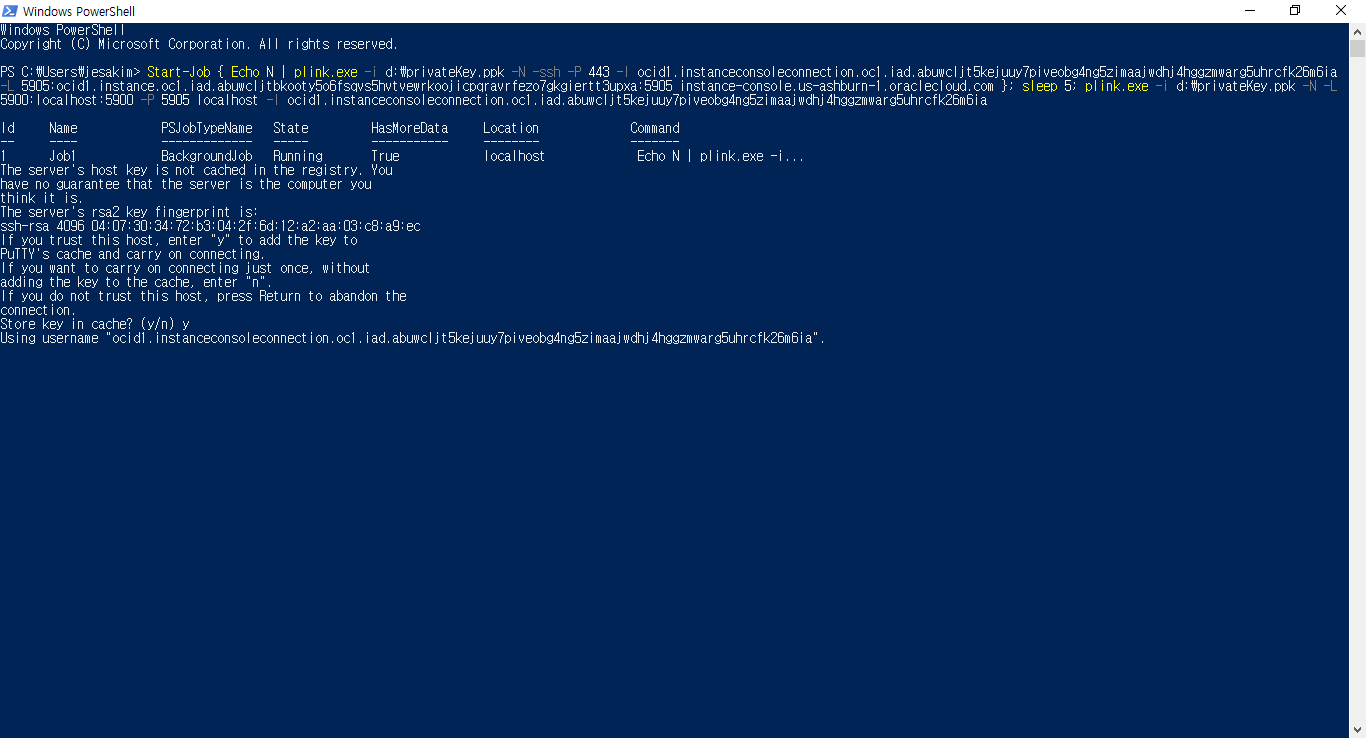 Windows PowerShell
Windows PowerShell
Copyright (C) Microsoft Corporation. All rights reserved.
PS C:₩Users₩jesakim> Start-Job { Echo N | plink.exe -i d:₩privateKey.ppk -N -ssh -P 443 -l ocid1.instanceconsoleconnection.oc1.iad.abuwcljt5kejuuy7piveobg4ng5zimaajwdhj4hggzmwarg5uhrcfk26m6ia
-L 5905:ocid1.instance.oc1.iad.abuwcljtbkooty5o6fsqvs5hvtvewrkoojicpqravrfezo7gkgiertt3upxa:5905 instance-console.us-ashburn-1.oraclecloud.com }; sleep 5; plink.exe -i d:₩privateKey.ppk -N -L
5900:localhost:5900 -P 5905 localhost -l ocid1.instanceconsoleconnection.oc1.iad.abuwcljt5kejuuy7piveobg4ng5zimaajwdhj4hggzmwarg5uhrcfk26m6ia
Id Name PSJobTypeName State HasMoreData Location Command
-- ---- ------------- ----- ----------- -------- -------
1 Job1 BackgroundJob Running True localhost Echo N | plink.exe -i...
The server's host key is not cached in the registry. You
have no guarantee that the server is the computer you
think it is.
The server's rsa2 key fingerprint is:
ssh-rsa 4096 04:07:30:34:72:b3:04:2f:6d:12:a2:aa:03:c8:a9:ec
If you trust this host, enter "y" to add the key to
PuTTY's cache and carry on connecting.
If you want to carry on connecting just once, without
adding the key to the cache, enter "n".
If you do not trust this host, press Return to abandon the
connection.
Store key in cache? (y/n) y
Using username "ocid1.instanceconsoleconnection.oc1.iad.abuwcljt5kejuuy7piveobg4ng5zimaajwdhj4hggzmwarg5uhrcfk26m6ia".